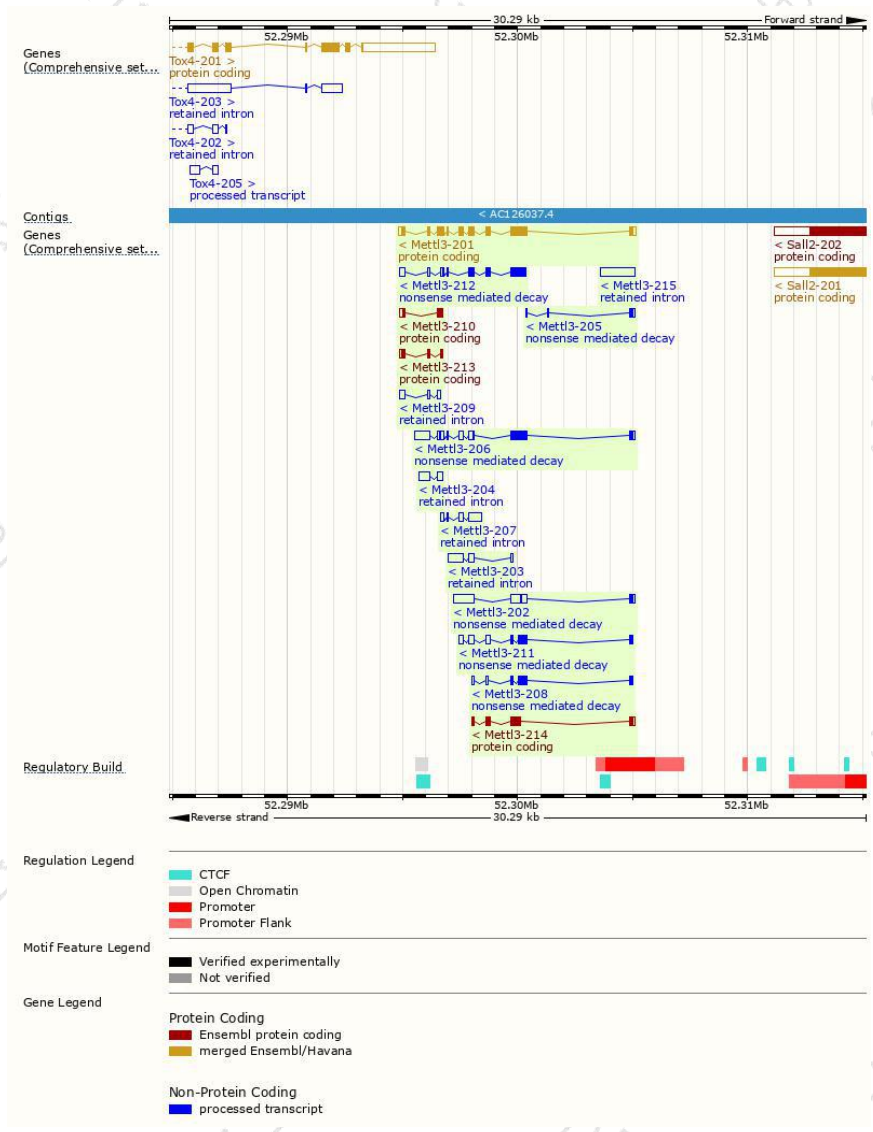 30.29 kb Forward strand
52.29Mb 52.30Mb 52.31Mb
Genes
(Comprehensive set...
Tox4-201 >
protein coding
Tox4-203 >
retained intron
Tox4-202 >
retained intron
Tox4-205 >
processed transcript
Contigs
< AC126037.4
Genes
(Comprehensive set...
< Mettl3-201
protein coding
< Sall2-202
protein coding
< Mettl3-212
nonsense mediated decay
< Mettl3-215
retained intron
< Sall2-201
protein coding
< Mettl3-210
protein coding
< Mettl3-205
nonsense mediated decay
< Mettl3-213
protein coding
< Mettl3-209
retained intron
< Mettl3-206
nonsense mediated decay
< Mettl3-204
retained intron
< Mettl3-207
retained intron
< Mettl3-203
retained intron
< Mettl3-202
nonsense mediated decay
< Mettl3-211
nonsense mediated decay
< Mettl3-208
nonsense mediated decay
< Mettl3-214
protein coding
Regulatory Build
52.29Mb 52.30Mb 52.31Mb
Reverse strand 30.29 kb
Regulation Legend
CTCF
Open Chromatin
Promoter
Promoter Flank
Motif Feature Legend
Verified experimentally
Not verified
Gene Legend
Protein Coding
Ensembl protein coding
merged Ensembl/Havana
Non-Protein Coding
processed transcript